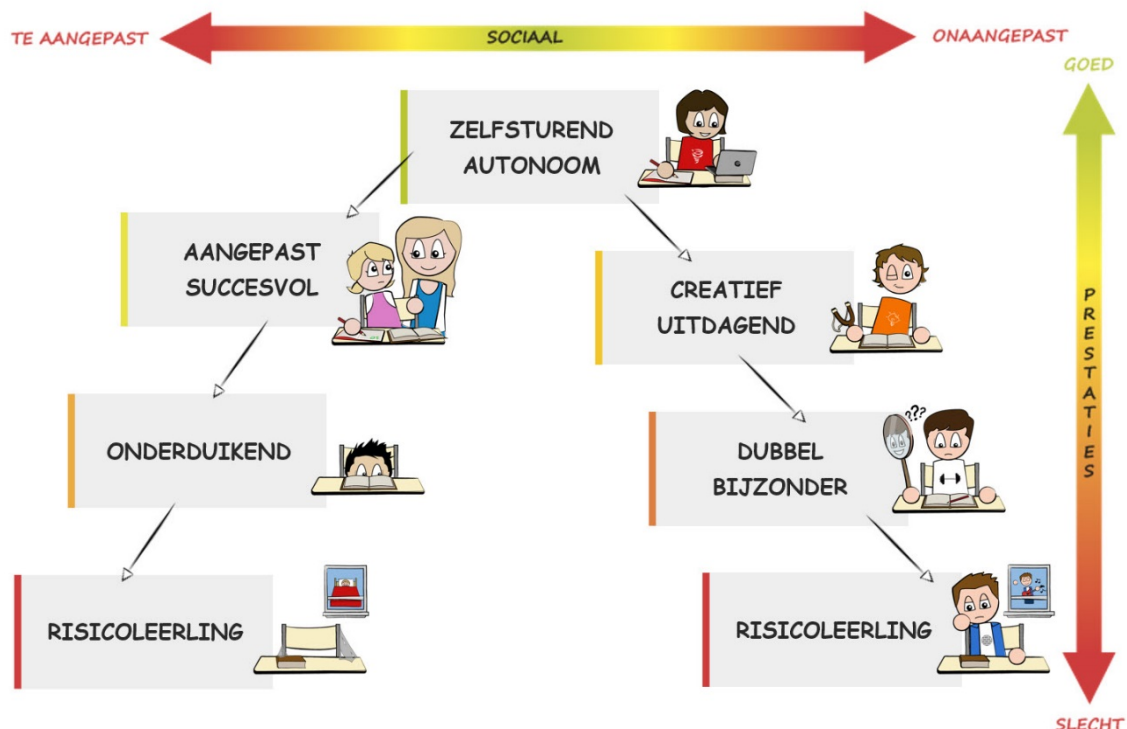 TE AANGEPAST
SOCIAAL
ONAANGEPAST
GOED
ZELFSTUREND
AUTONOOM
AANGEPAST
SUCCESVOL
CREATIEF
UITDAGEND
PRESTATIES
ONDERDUIKEND
???
DUBBEL
BIJZONDER
RISICOLEERLING
RISICOLEERLING
SLECHT